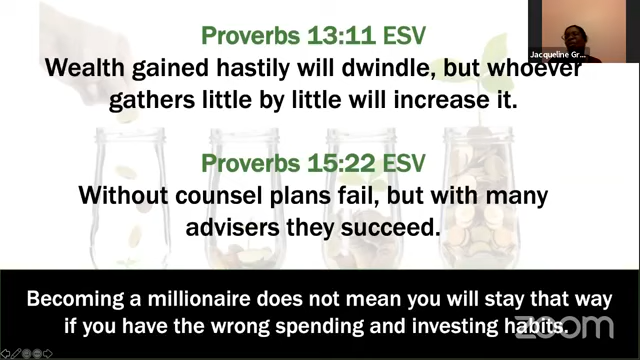 Proverbs 13:11 ESV
Jacqueline Gr...
Wealth gained hastily will dwindle, but whoever
gathers little by little will increase it.
Proverbs 15:22 ESV
Without counsel plans fail, but with many
advisers they succeed.
Becoming a millionaire does not mean you will stay that way
if you have the wrong spending and investing habits.
zoom